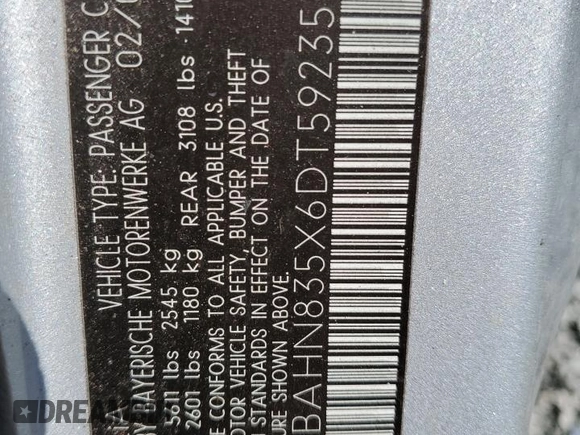 VEHICLE TYPE: PASSENGER C
BAYERISCHE MOTORENWERKE AG 02/
5611 lbs 2545 kg
2601 lbs 1180 kg REAR 3108 lbs - 1410
E CONFORMS TO ALL APPLICABLE U.S.
OTOR VEHICLE SAFETY, BUMPER AND THEFT
STANDARDS IN EFFECT ON THE DATE OF
URE SHOWN ABOVE.
BAHN835X6DT59235